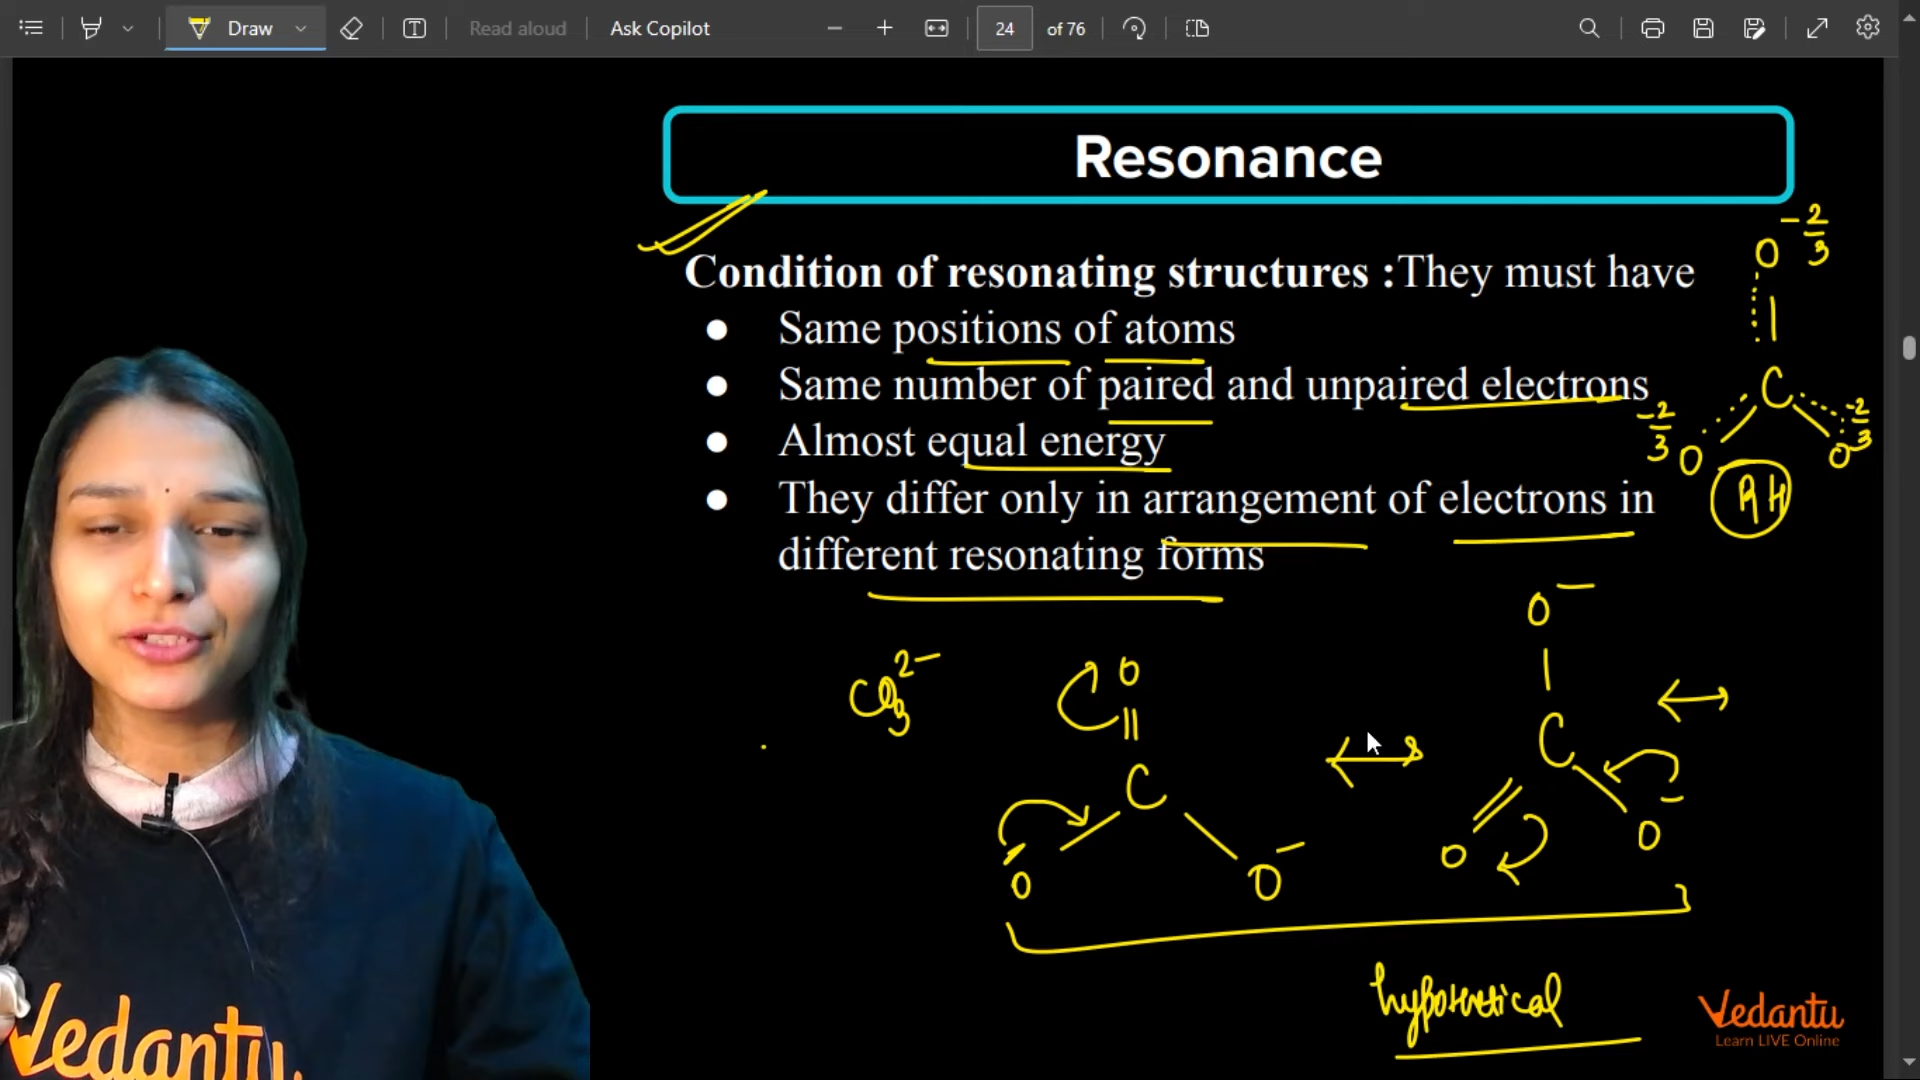 Draw
Read aloud
Ask Copilot
24 of 76
Resonance
Condition of resonating structures :They must have
● Same positions of atoms
● Same number of paired and unpaired electrons
● Almost equal energy
● They differ only in arrangement of electrons in
different resonating forms
O -2/3
C
-2/3 O
O -2/3
RH
CO3 2-
O
C
O
O-
O-
C
O
O-
hypotretical
Vedantu
Learn LIVE Online
Vedantu